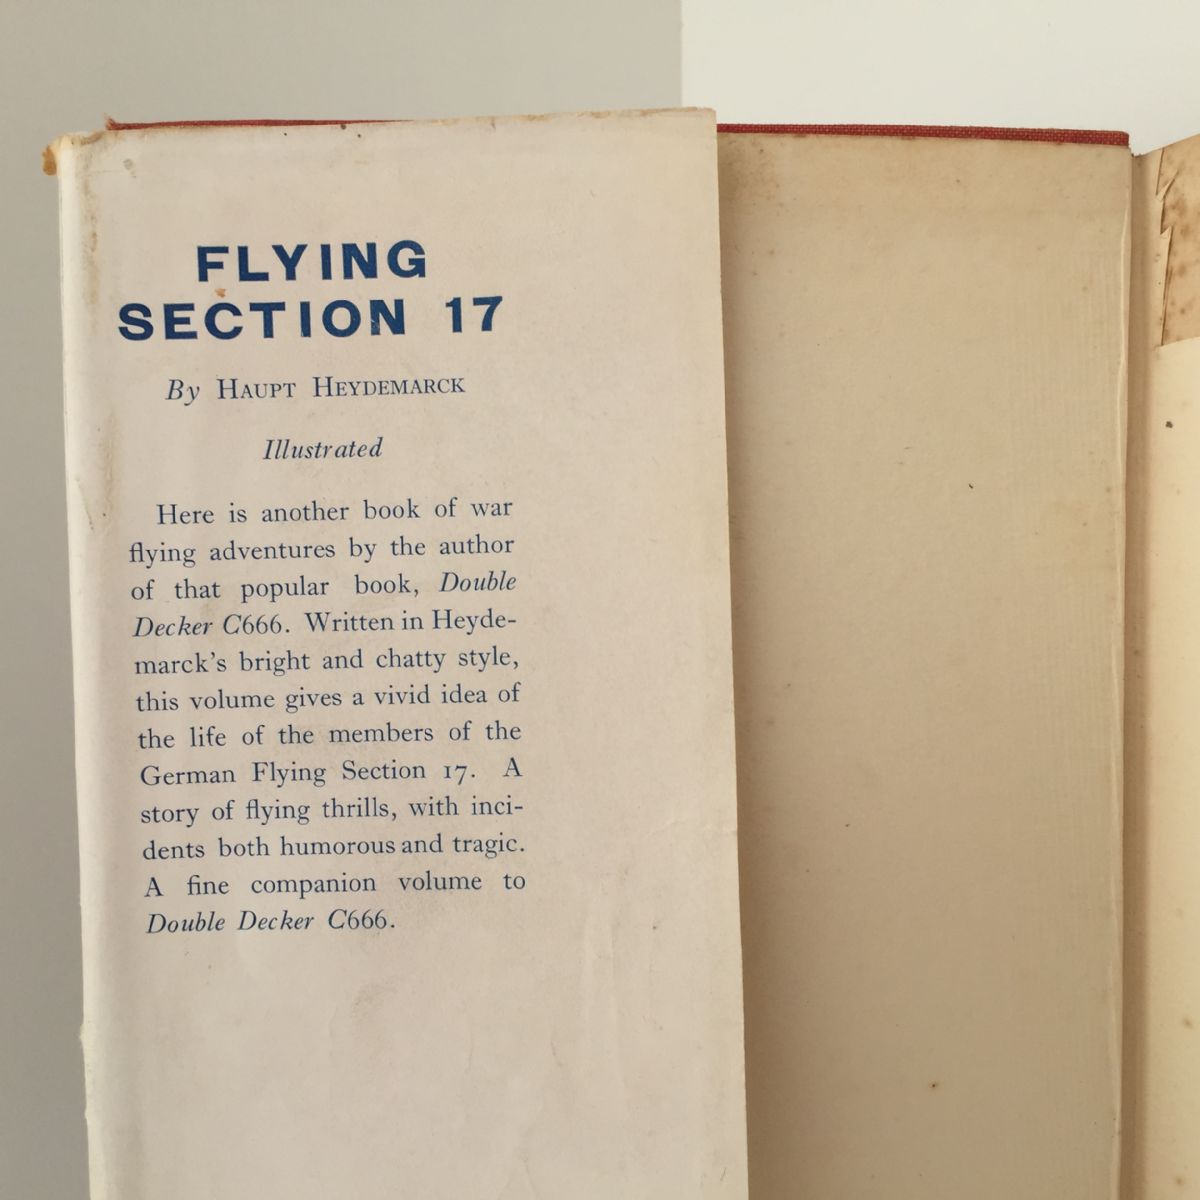 FLYING
SECTION 17
By HAUPT HEYDEMARCK
Illustrated
Here is another book of war
flying adventures by the author
of that popular book, Double
Decker C666. Written in Heyde-
marck's bright and chatty style,
this volume gives a vivid idea of
the life of the members of the
German Flying Section 17. A
story of flying thrills, with inci-
dents both humorous and tragic.
A fine companion volume to
Double Decker C666.